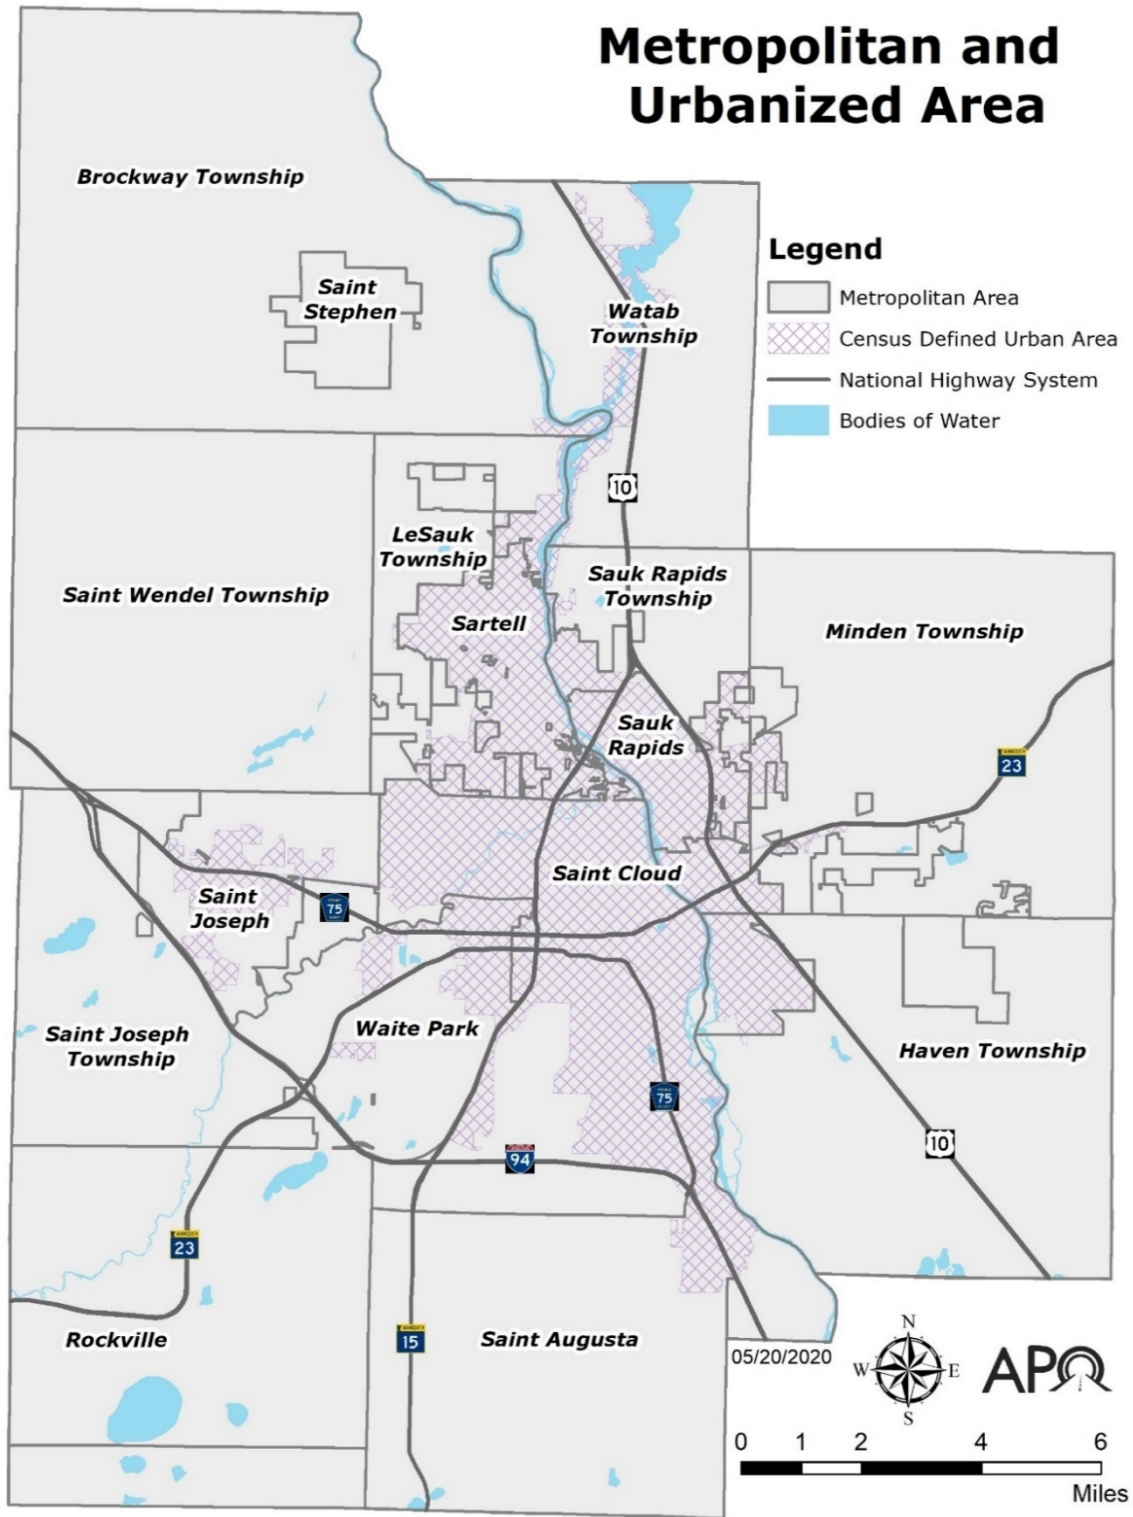 Metropolitan and
Urbanized Area
Brockway Township
Legend
Saint
Stephen
Metropolitan Area
Watab
Township
Census Defined Urban Area
National Highway System
Bodies of Water
10
LeSauk
Township
Sauk Rapids
Township
Saint Wendel Township
Sartell
Minden Township
Sauk
Rapids
23
Saint Cloud
Saint
Joseph
75
Waite Park
Saint Joseph
Township
Haven Township
75
10
94
23
15
Rockville
Saint Augusta
05/20/2020
N
W
E
S
APO
0 1 2 4 6
Miles